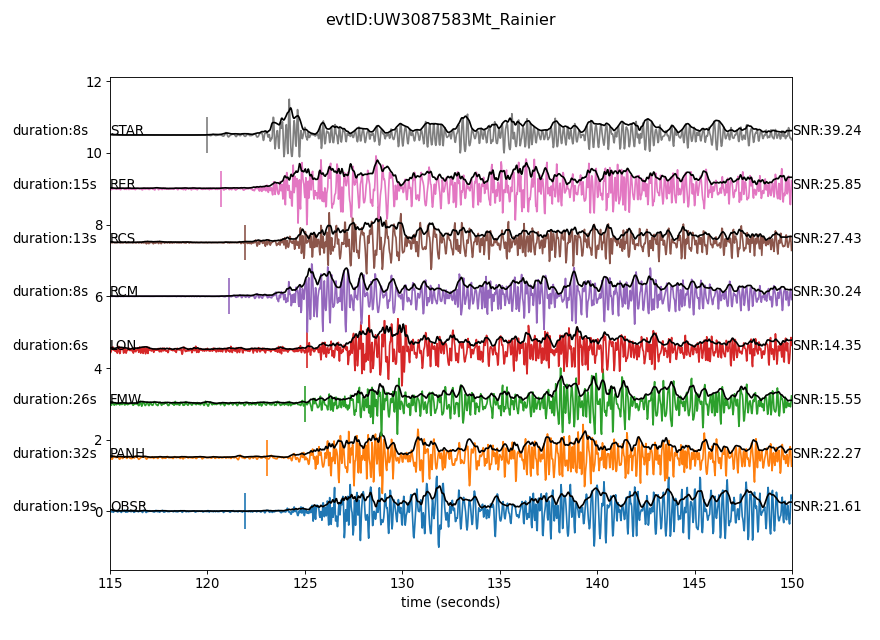 evtID:UW3087583Mt_Rainier
12
duration:8s STAR SNR:39.24
10
duration:15s RER SNR:25.85
8
duration:13s RCS SNR:27.43
duration:8s RCM SNR:30.24
6
duration:6s LON SNR:14.35
4
duration:26s FMW SNR:15.55
2
duration:32s PANH SNR:22.27
duration:19s OBSR SNR:21.61
0
115 120 125 130 135 140 145 150
time (seconds)